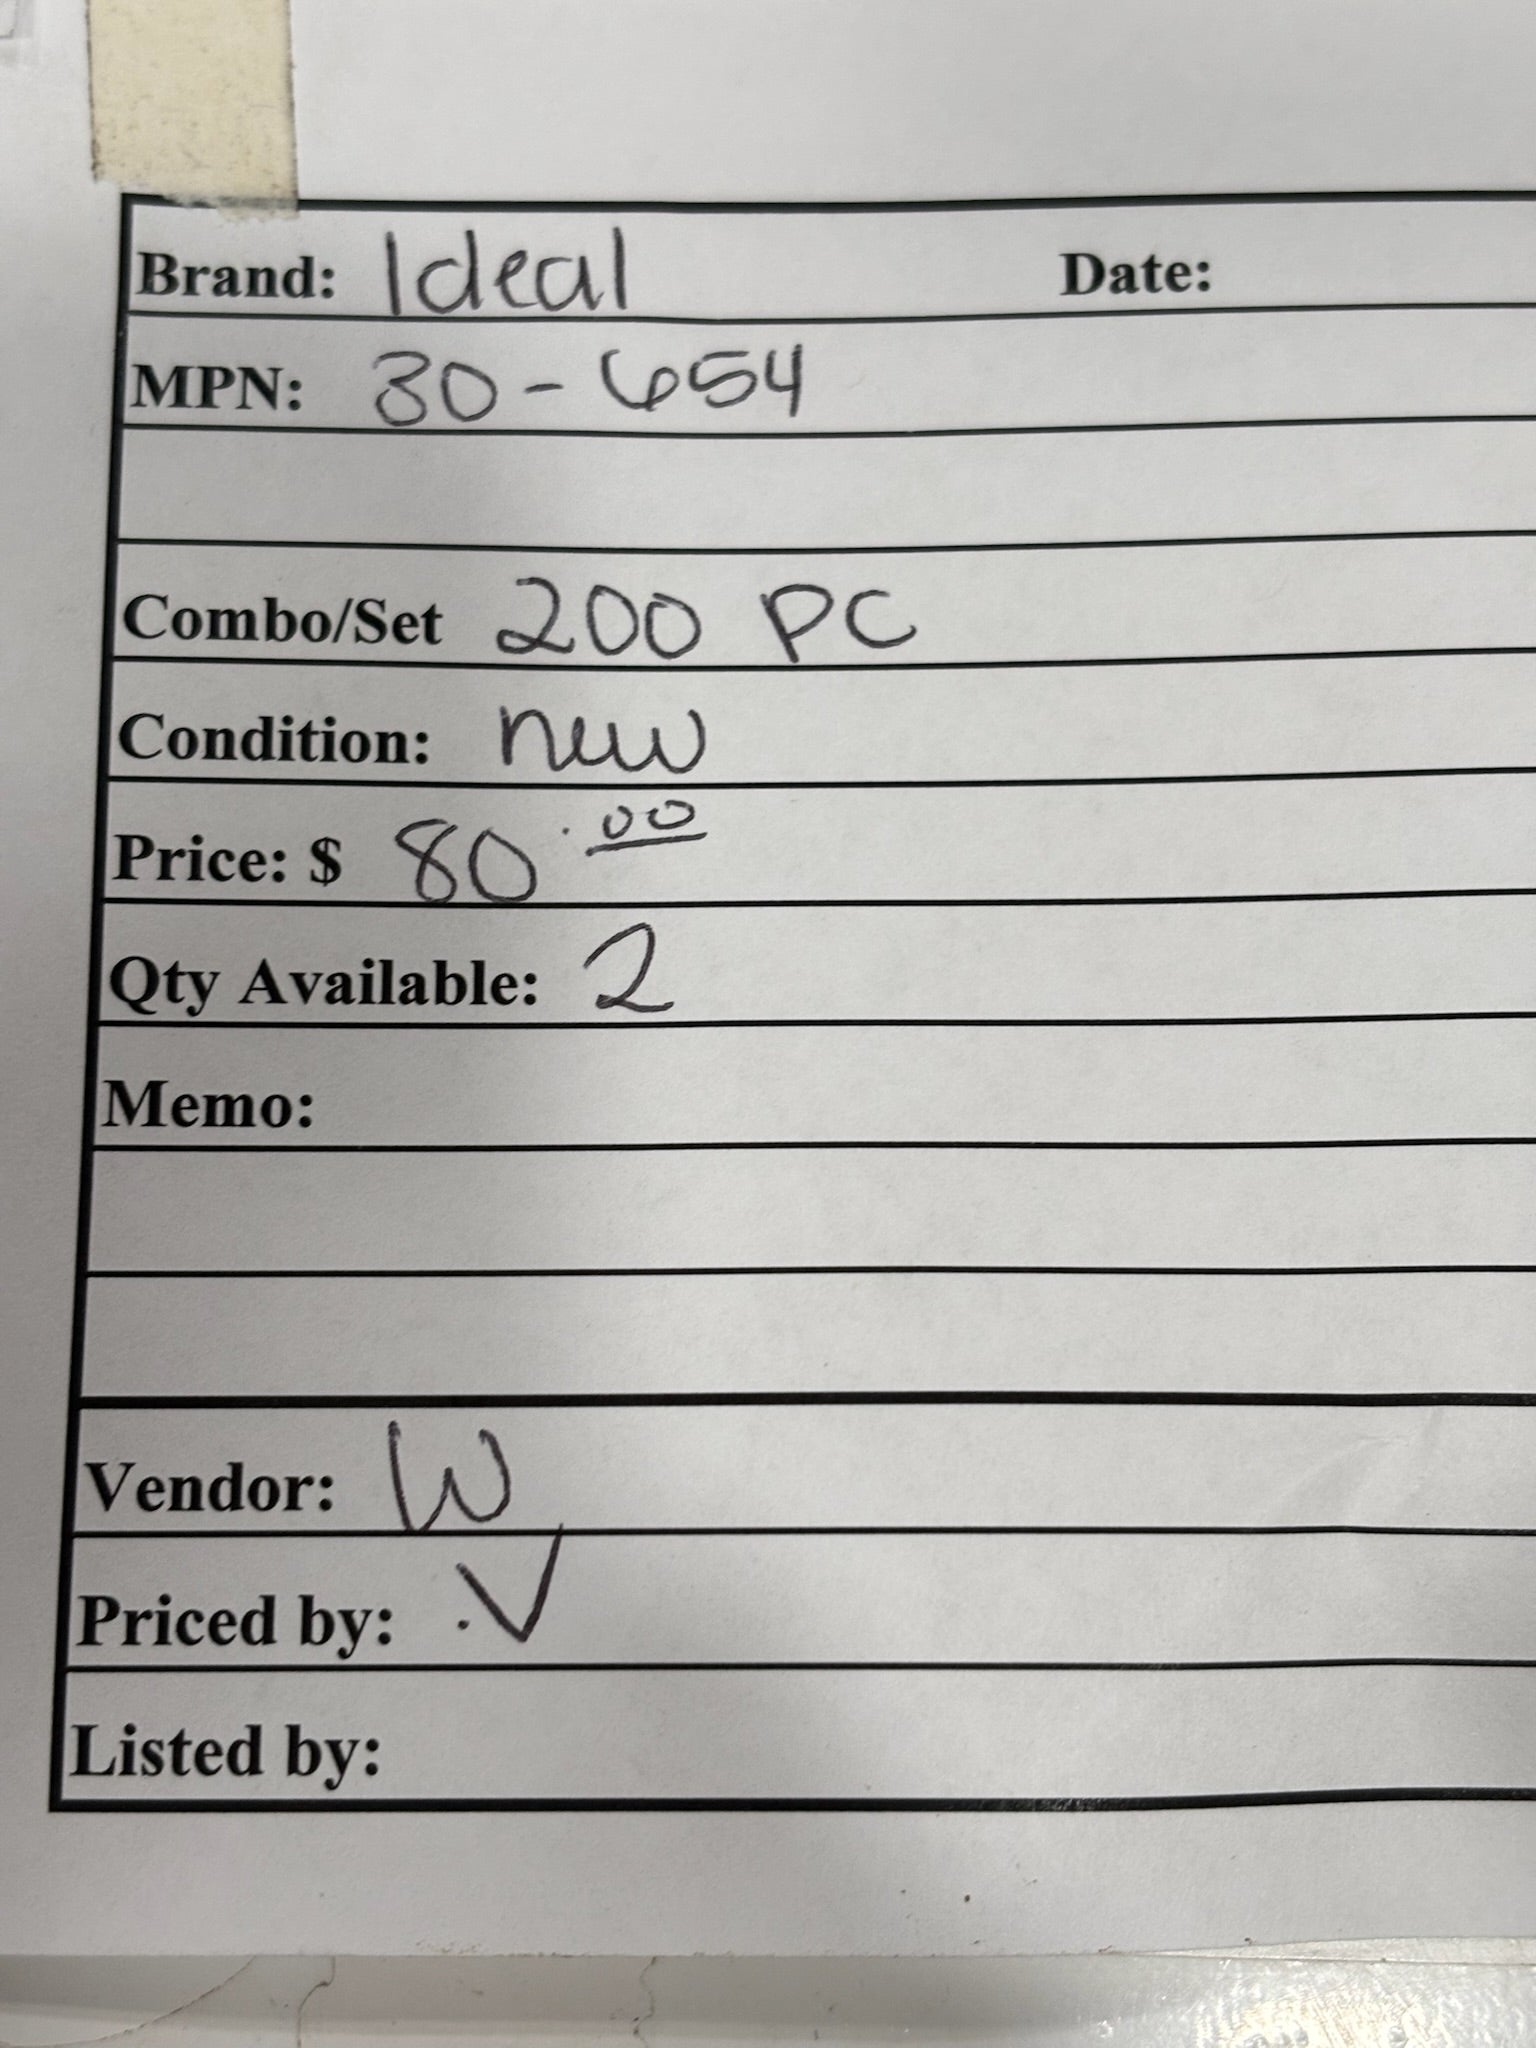 Brand: Ideal Date:
MPN: 30-654
Combo/Set 200 PC
Condition: new
Price: $ 80.00
Qty Available: 2
Memo:
Vendor: W
Priced by: .V
Listed by: